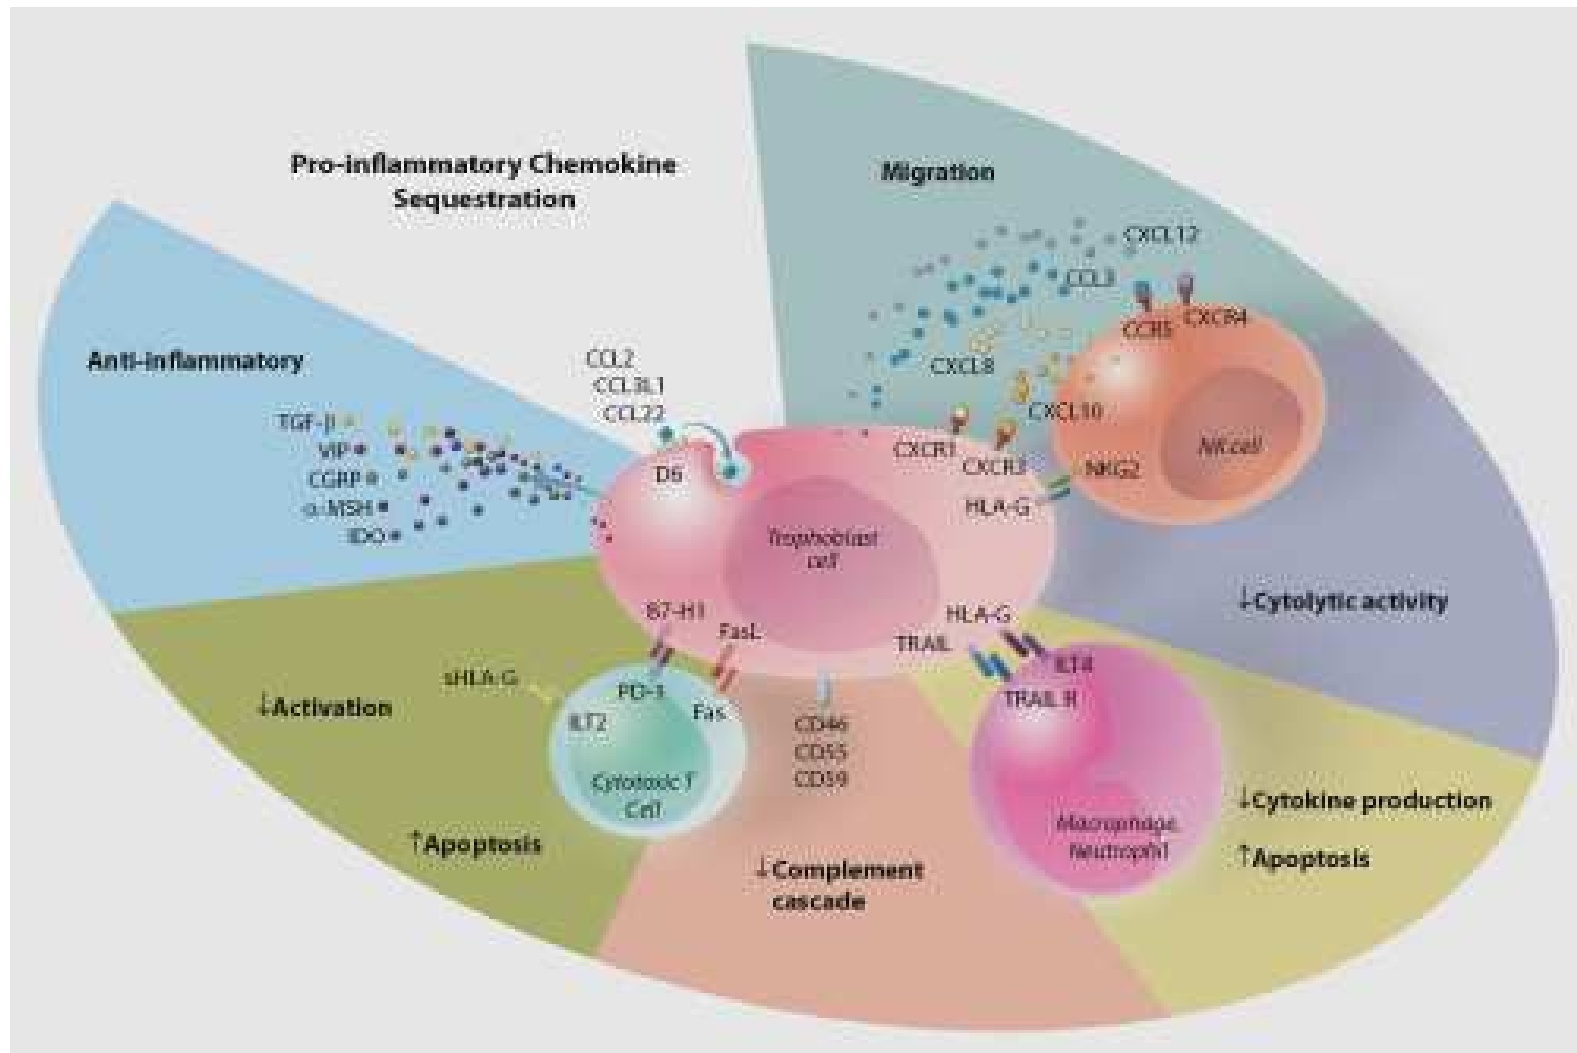 Pro-inflammatory Chemokine
Sequestration
Migration
CXCL12
CCL3
CCR5
CXCR4
CXCL8
CXCL10
CXCR1
CXCR3
NK cell
NKG2
HLA-G
Anti-inflammatory
TGF-β
VIP
CGRP
α-MSH
IDO
CCL2
CCL3L1
CCL22
D6
Trophoblast
cell
↓Cytolytic activity
B7-H1
FasL
HLA-G
TRAIL
ILT4
TRAIL R
sHLA-G
PD-1
Fas
ILT2
Cytotoxic T
Cell
CD46
CD55
CD59
↓Activation
↑Apoptosis
↓Complement
cascade
Macrophage
Neutrophil
↓Cytokine production
↑Apoptosis